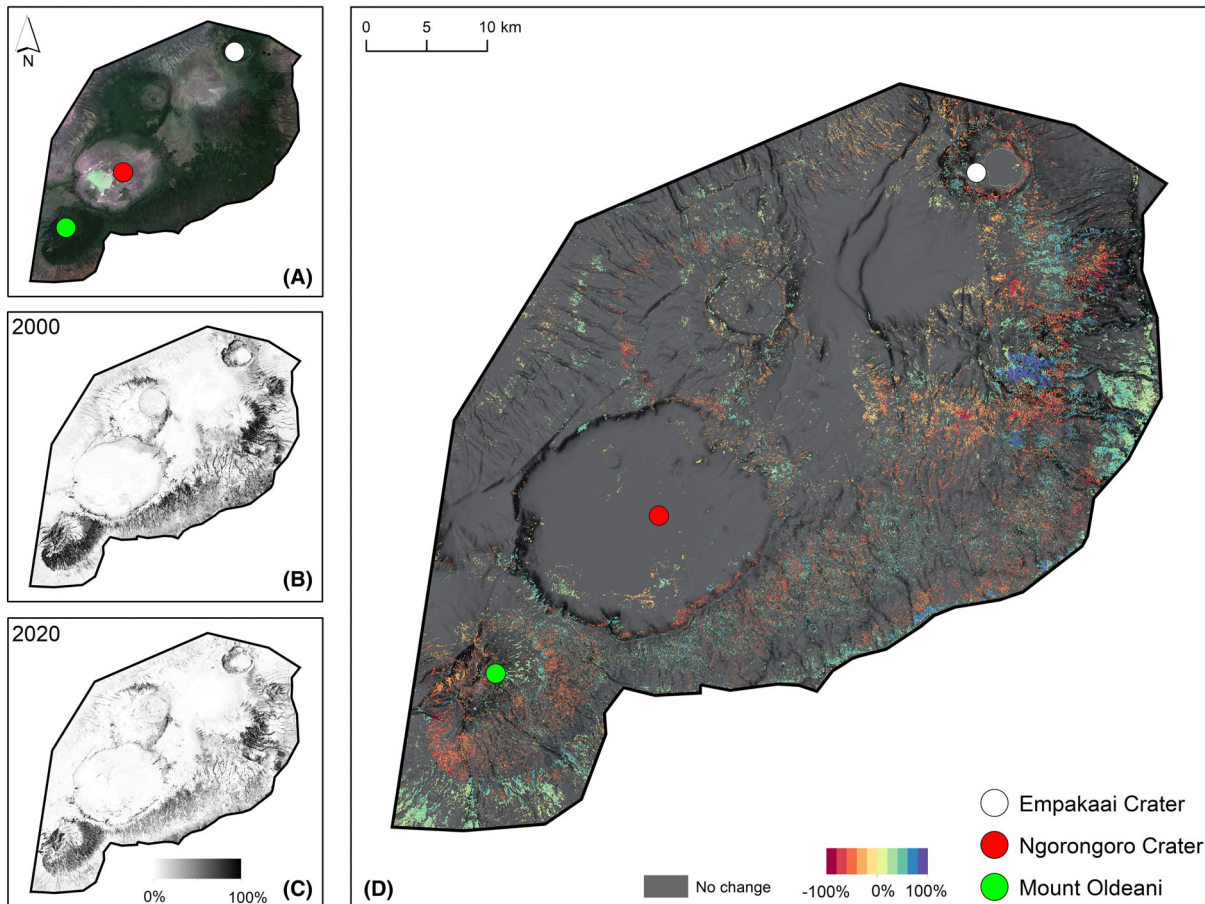 N
(A)
2000
(B)
2020
0%
100%
(C)
0
5
10 km
(D)
No change
-100%
0%
100%
Empakaai Crater
Ngorongoro Crater
Mount Oldeani